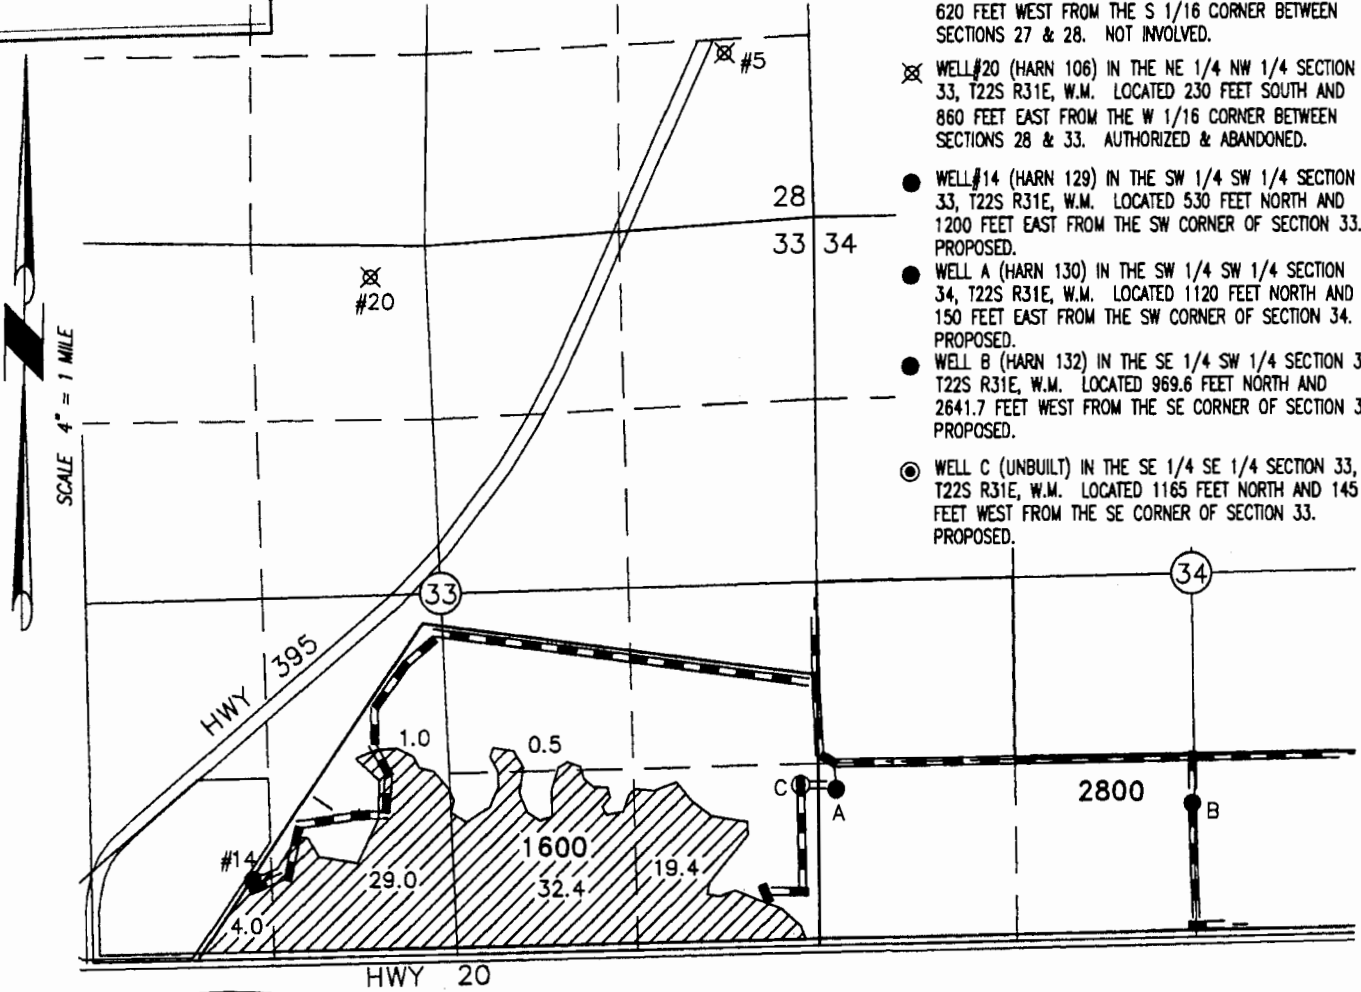 620 FEET WEST FROM THE S 1/16 CORNER BETWEEN
SECTIONS 27 & 28. NOT INVOLVED.
WELL#20 (HARN 106) IN THE NE 1/4 NW 1/4 SECTION
33, T22S R31E, W.M. LOCATED 230 FEET SOUTH AND
860 FEET EAST FROM THE W 1/16 CORNER BETWEEN
SECTIONS 28 & 33. AUTHORIZED & ABANDONED.
WELL#14 (HARN 129) IN THE SW 1/4 SW 1/4 SECTION
33, T22S R31E, W.M. LOCATED 530 FEET NORTH AND
1200 FEET EAST FROM THE SW CORNER OF SECTION 33.
PROPOSED.
WELL A (HARN 130) IN THE SW 1/4 SW 1/4 SECTION
34, T22S R31E, W.M. LOCATED 1120 FEET NORTH AND
150 FEET EAST FROM THE SW CORNER OF SECTION 34.
PROPOSED.
WELL B (HARN 132) IN THE SE 1/4 SW 1/4 SECTION 3
T22S R31E, W.M. LOCATED 969.6 FEET NORTH AND
2641.7 FEET WEST FROM THE SE CORNER OF SECTION 3
PROPOSED.
WELL C (UNBUILT) IN THE SE 1/4 SE 1/4 SECTION 33,
T22S R31E, W.M. LOCATED 1165 FEET NORTH AND 145
FEET WEST FROM THE SE CORNER OF SECTION 33.
PROPOSED.
#5
28
33 34
#20
SCALE 4" = 1 MILE
33
34
HWY 395
1.0
0.5
C
A
2800
B
#14
1600
29.0
32.4
19.4
4.0
HWY 20